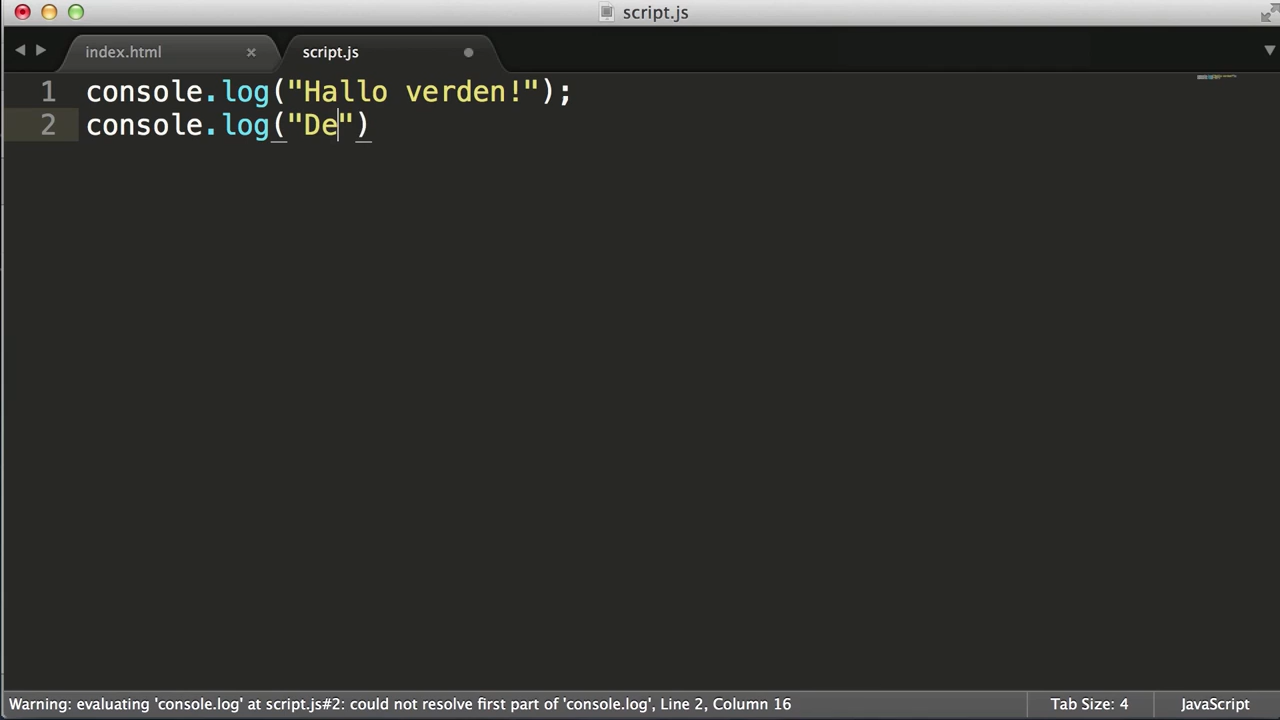 script.js
index.html
script.js
1 console.log("Hallo verden!");
2 console.log("De")
Warning: evaluating 'console.log' at script.js#2: could not resolve first part of 'console.log', Line 2, Column 16
Tab Size: 4
JavaScript